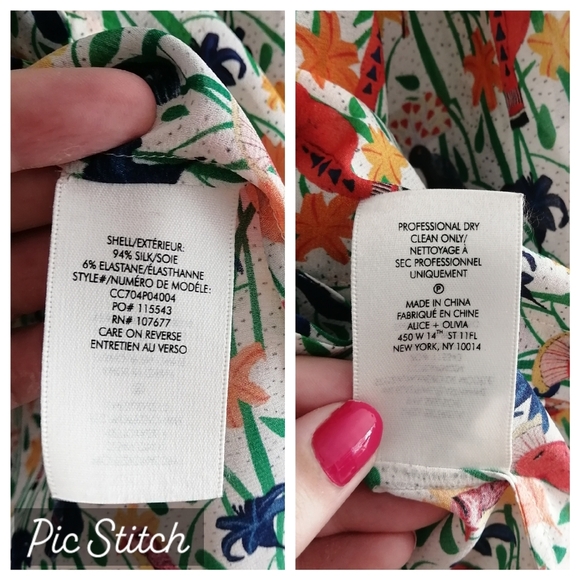 SHELL/EXTÉRIEUR:
94% SILK/SOIE
6% ELASTANE/ÉLASTHANNE
STYLE#/NUMÉRO DE MODÈLE:
CC704P04004
PO# 115543
RN# 107677
CARE ON REVERSE
ENTRETIEN AU VERSO
Pic Stitch
PROFESSIONAL DRY
CLEAN ONLY/
NETTOYAGE À
SEC PROFESSIONNEL
UNIQUEMENT
P
MADE IN CHINA
FABRIQUÉ EN CHINE
ALICE + OLIVIA
450 W 14TH ST 11FL
NEW YORK, NY 10014